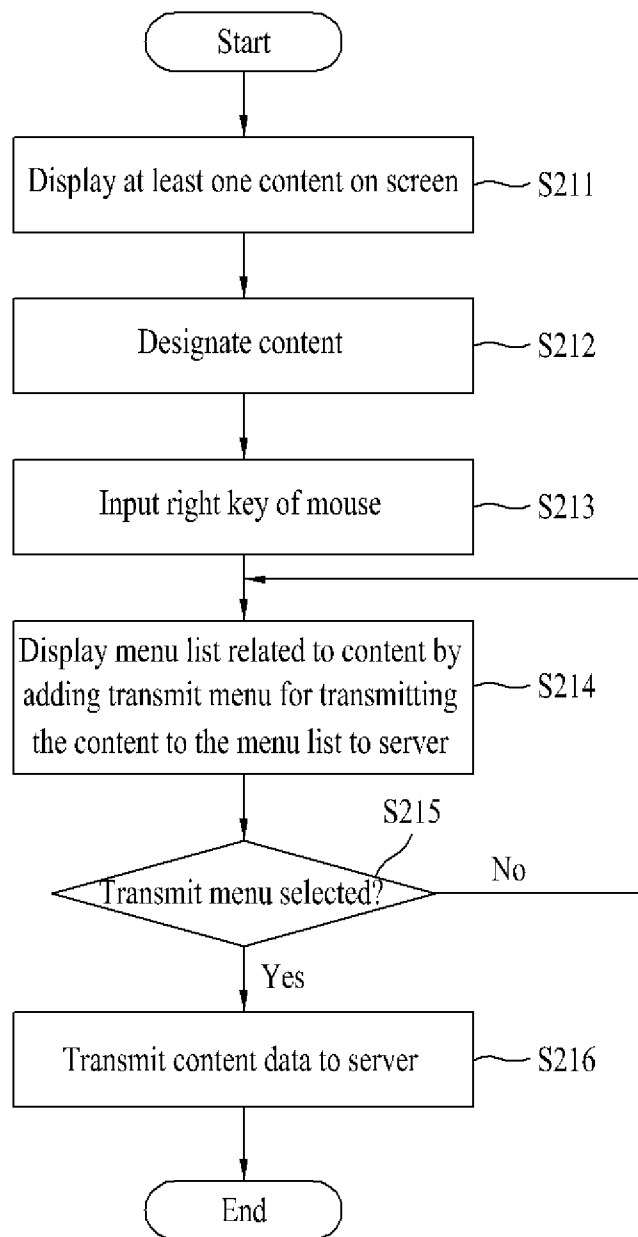 Start
Display at least one content on screen
S211
Designate content
S212
Input right key of mouse
S213
Display menu list related to content by
adding transmit menu for transmitting
the content to the menu list to server
S214
S215
Transmit menu selected?
No
Yes
Transmit content data to server
S216
End